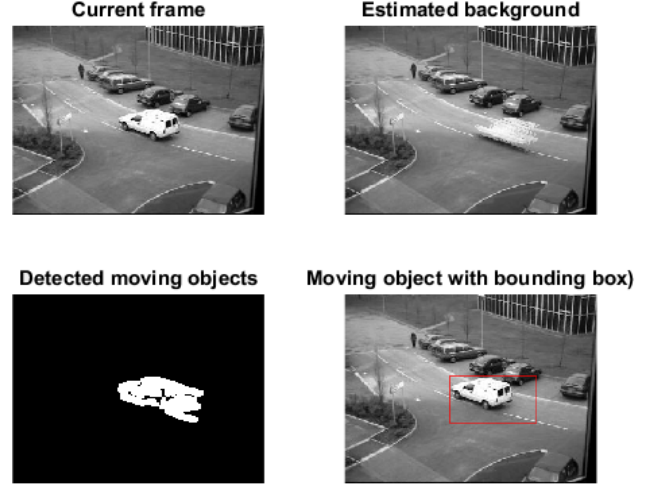 Current frame
Estimated background
Detected moving objects
Moving object with bounding box)